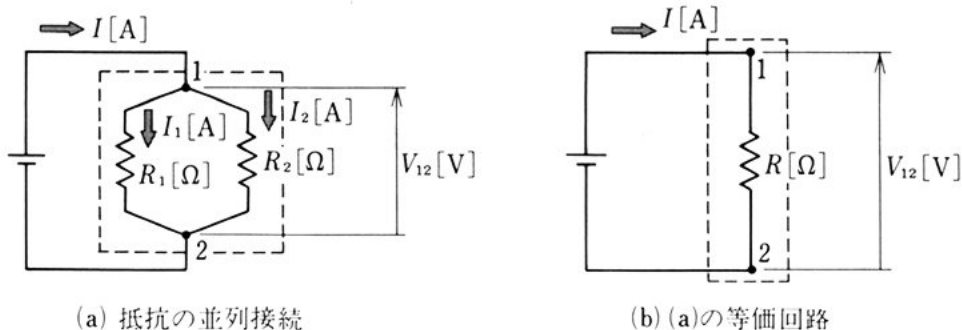 I[A]
1
I₁[A]
I₂[A]
R₁[Ω]
R₂[Ω]
V₁₂[V]
2
(a) 抵抗の並列接続
I[A]
1
R[Ω]
V₁₂[V]
2
(b) (a)の等価回路